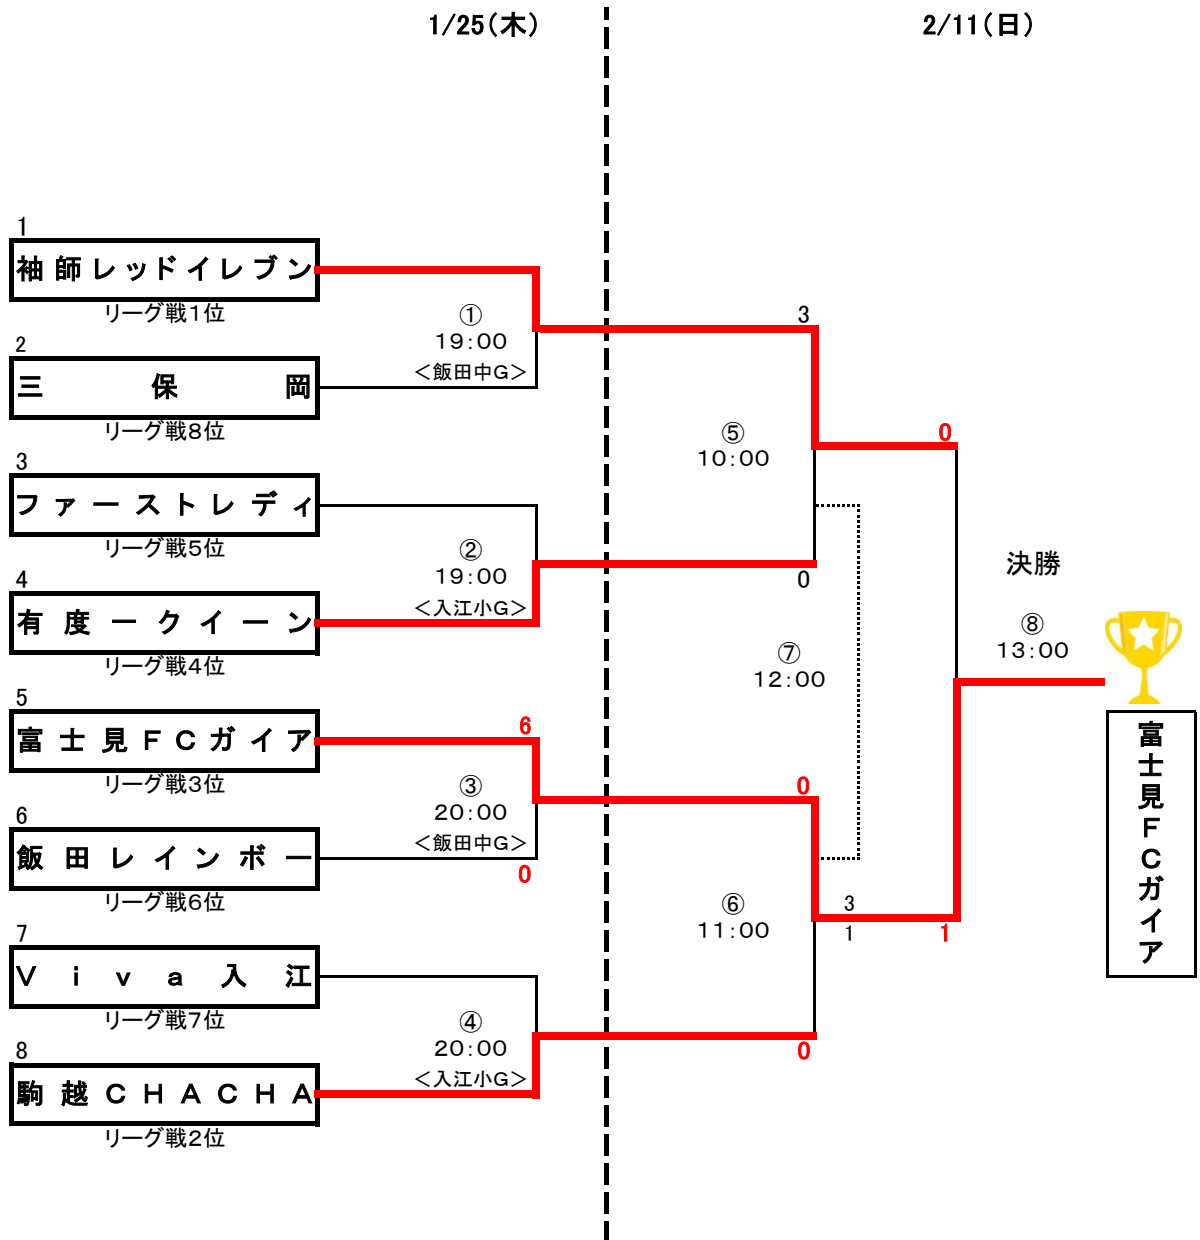 1/25(木)
2/11(日)
1
袖師レッドイレブン
リーグ戦1位
2
三保岡
リーグ戦8位
3
ファーストレディ
リーグ戦5位
4
有度ークイーン
リーグ戦4位
5
富士見FCガイア
リーグ戦3位
6
飯田レインボー
リーグ戦6位
7
Viva入江
リーグ戦7位
8
駒越CHACHA
リーグ戦2位
①
19:00
<飯田中G>
②
19:00
<入江小G>
6
③
20:00
<飯田中G>
0
④
20:00
<入江小G>
3
⑤
10:00
0
⑦
12:00
0
⑥
11:00
0
3
1
0
1
決勝
⑧
13:00
富士見FCガイア